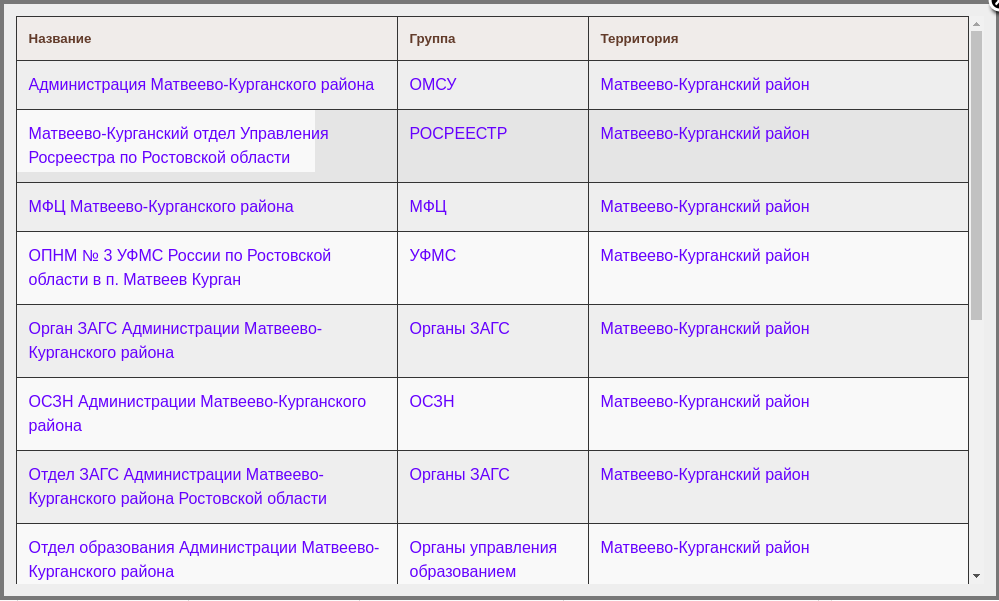 Название Группа Территория
Администрация Матвеево-Курганского района ОМСУ Матвеево-Курганский район
Матвеево-Курганский отдел Управления РОСРЕЕСТР Матвеево-Курганский район
Росреестра по Ростовской области
МФЦ Матвеево-Курганского района МФЦ Матвеево-Курганский район
ОПНМ № 3 УФМС России по Ростовской УФМС Матвеево-Курганский район
области в п. Матвеев Курган
Орган ЗАГС Администрации Матвеево- Органы ЗАГС Матвеево-Курганский район
Курганского района
ОСЗН Администрации Матвеево-Курганского ОСЗН Матвеево-Курганский район
района
Отдел ЗАГС Администрации Матвеево- Органы ЗАГС Матвеево-Курганский район
Курганского района Ростовской области
Отдел образования Администрации Матвеево- Органы управления Матвеево-Курганский район
Курганского района образованием